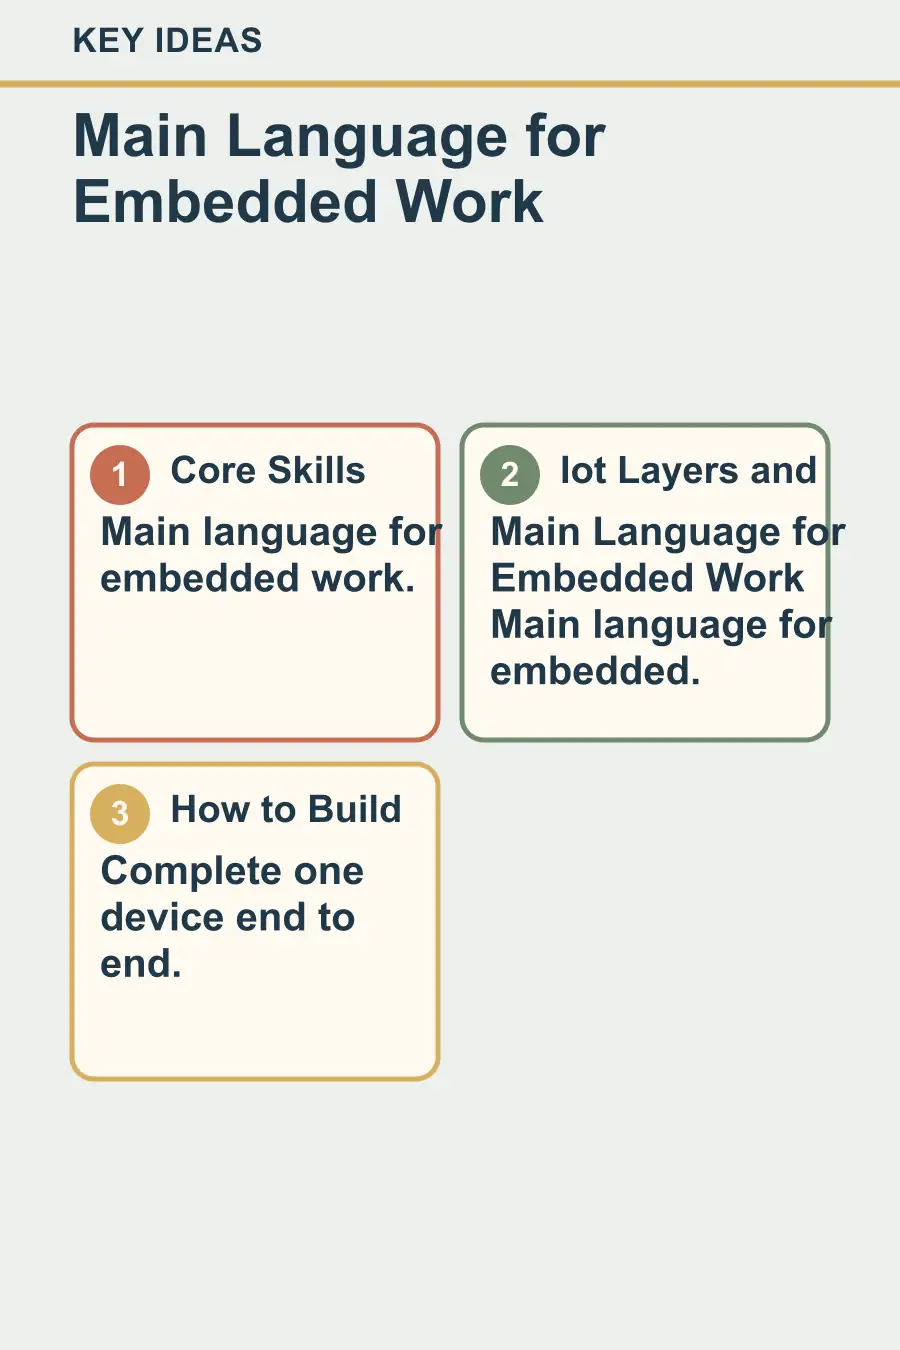 KEY IDEAS
Main Language for
Embedded Work
1 Core Skills
Main language for
embedded work.
2 Iot Layers and
Main Language for
Embedded Work
Main language for
embedded.
3 How to Build
Complete one
device end to
end.